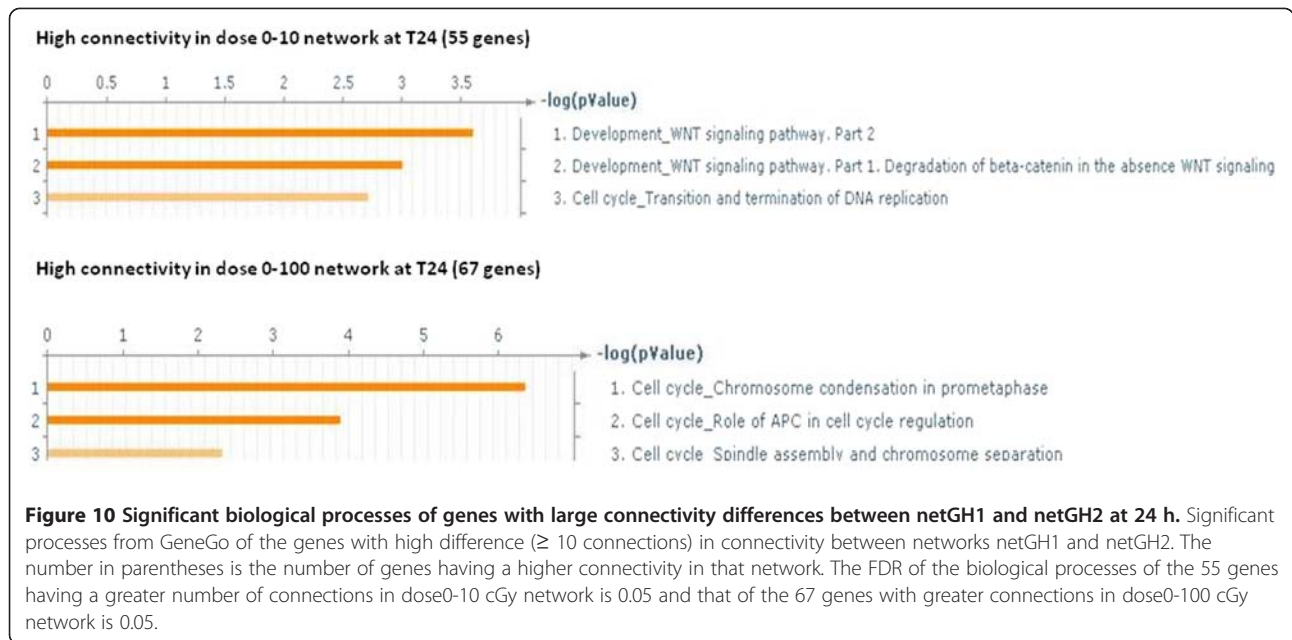 High connectivity in dose 0-10 network at T24 (55 genes)
0 0.5 1 1.5 2 2.5 3 3.5
-log(pValue)
1 1. Development_WNT signaling pathway. Part 2
2 2. Development_WNT signaling pathway. Part 1. Degradation of beta-catenin in the absence WNT signaling
3 3. Cell cycle_Transition and termination of DNA replication
High connectivity in dose 0-100 network at T24 (67 genes)
0 1 2 3 4 5 6
-log(pValue)
1 1. Cell cycle_Chromosome condensation in prometaphase
2 2. Cell cycle_Role of APC in cell cycle regulation
3 3. Cell cycle_Spindle assembly and chromosome separation
Figure 10 Significant biological processes of genes with large connectivity differences between netGH1 and netGH2 at 24 h. Significant
processes from GeneGo of the genes with high difference (≥ 10 connections) in connectivity between networks netGH1 and netGH2. The
number in parentheses is the number of genes having a higher connectivity in that network. The FDR of the biological processes of the 55 genes
having a greater number of connections in dose0-10 cGy network is 0.05 and that of the 67 genes with greater connections in dose0-100 cGy
network is 0.05.